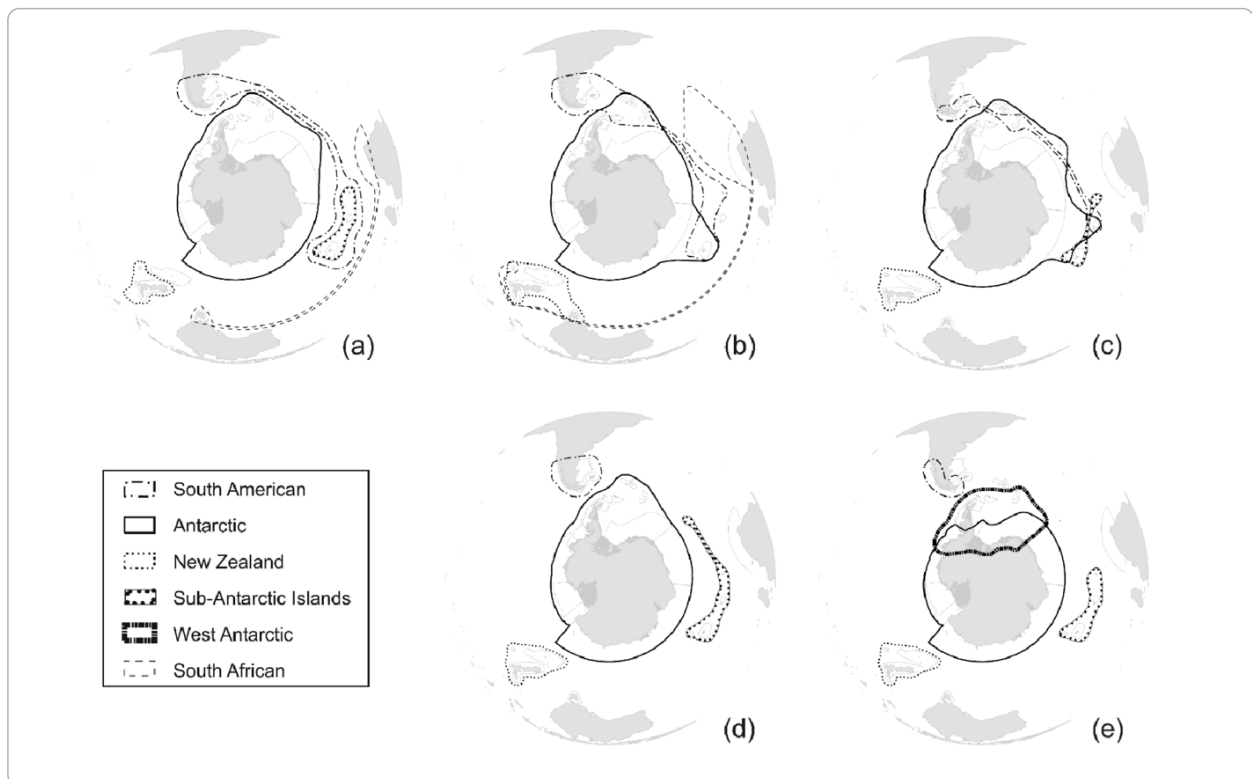 (a)
(b)
(c)
South American
Antarctic
New Zealand
Sub-Antarctic Islands
West Antarctic
South African
(d)
(e)